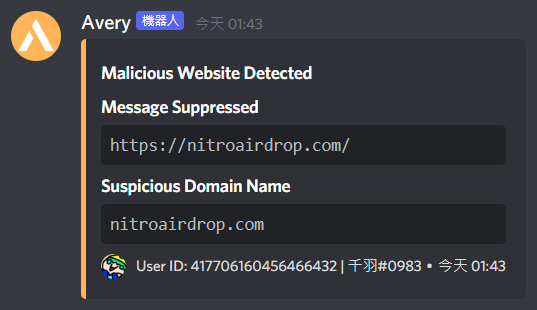 Avery 機器人 今天 01:43
Malicious Website Detected
Message Suppressed
https://nitroairdrop.com/
Suspicious Domain Name
nitroairdrop.com
User ID: 417706160456466432 | 千羽#0983 • 今天 01:43